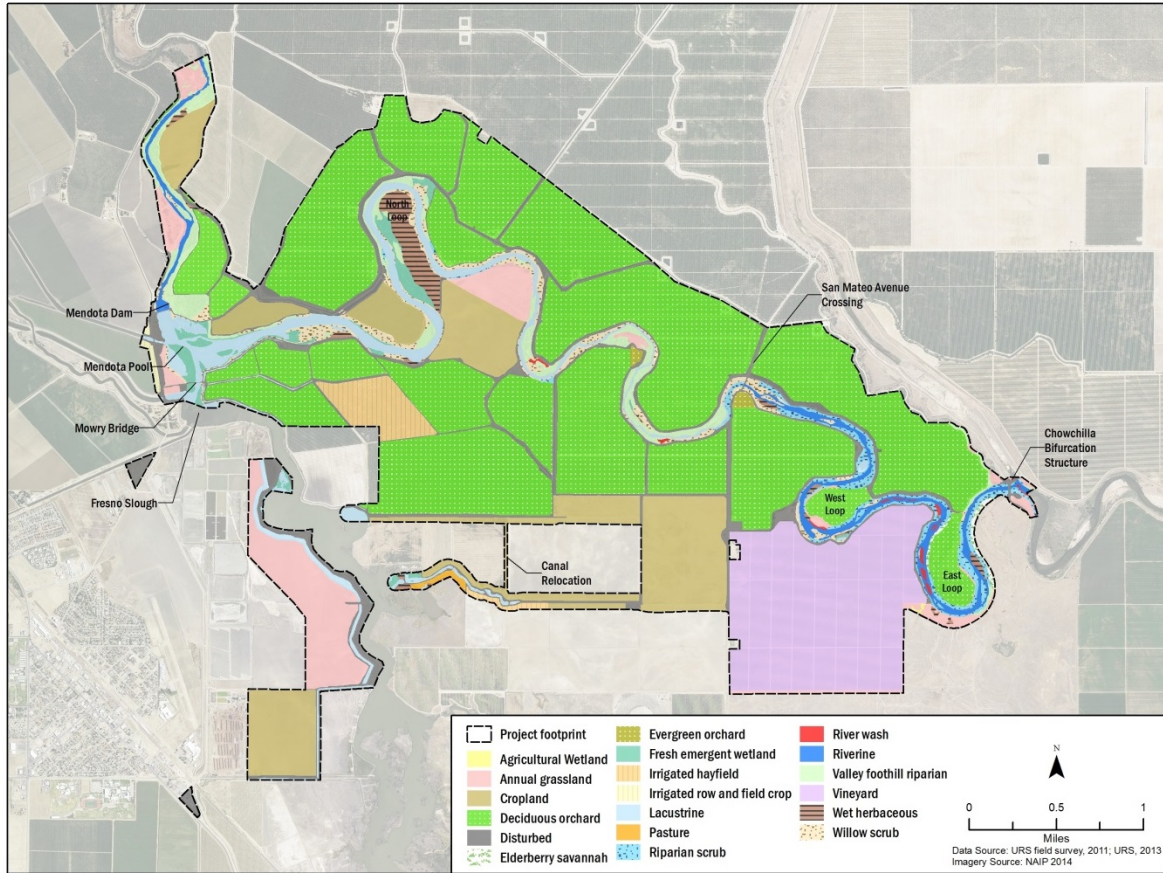 North
Loop
San Mateo Avenue
Crossing
Mendota Dam
Mendota Pool
Mowry Bridge
Chowchilla
Bifurcation
Structure
Fresno Slough
West
Loop
Canal
Relocation
East
Loop
Project footprint
Agricultural Wetland
Annual grassland
Cropland
Deciduous orchard
Disturbed
Elderberry savannah
Evergreen orchard
Fresh emergent wetland
Irrigated hayfield
Irrigated row and field crop
Lacustrine
Pasture
Riparian scrub
River wash
Riverine
Valley foothill riparian
Vineyard
Wet herbaceous
Willow scrub
N
0 0.5 1
Miles
Data Source: URS field survey, 2011; URS, 2013
Imagery Source: NAIP 2014